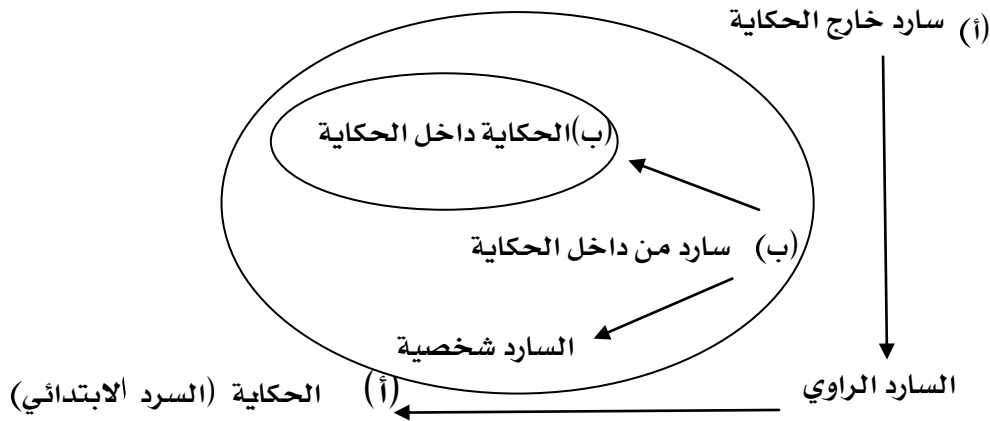 (أ) سارد خارج الحكاية
(ب)الحكاية داخل الحكاية
(ب) سارد من داخل الحكاية
السارد شخصية
السارد الراوي
(أ) الحكاية (السرد الابتدائي)